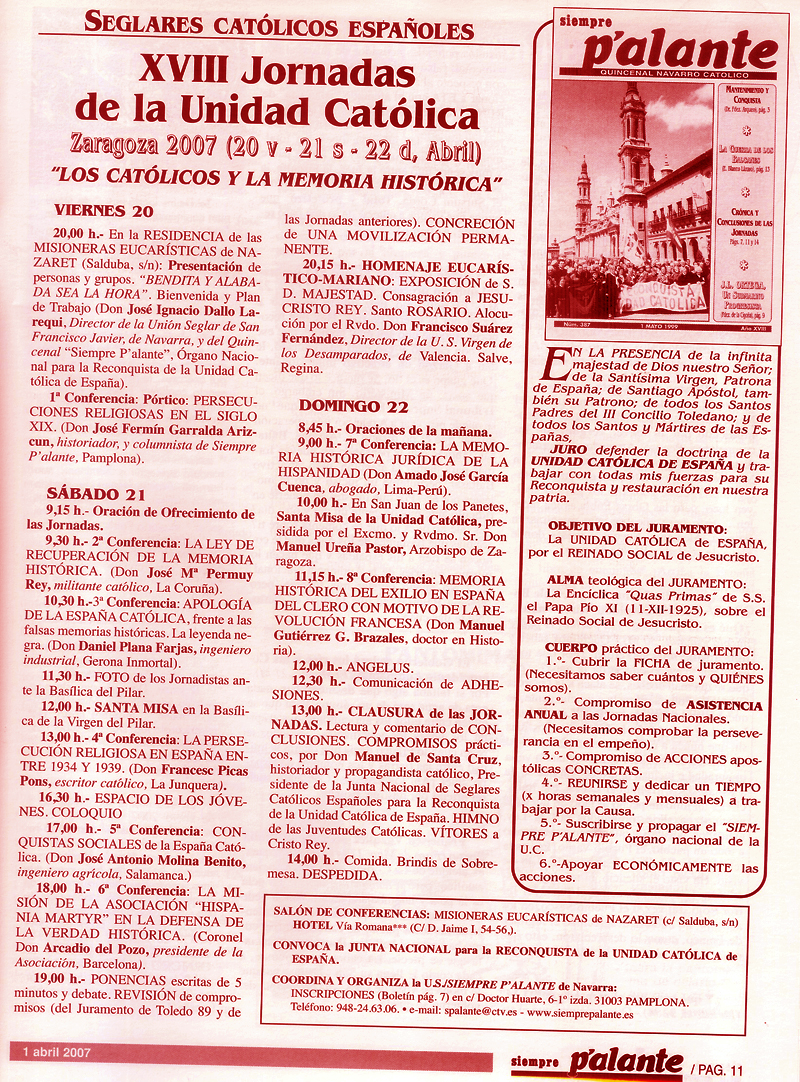 SEGLARES CATÓLICOS ESPAÑOLES
XVIII Jornadas
de la Unidad Católica
Zaragoza 2007 (20 v - 21 s - 22 d, Abril)
"LOS CATÓLICOS Y LA MEMORIA HISTÓRICA"
VIERNES 20
20,00 h.- En la RESIDENCIA de las
MISIONERAS EUCARÍSTICAS de NA-
ZARET (Salduba, s/n): Presentación de
personas y grupos. "BENDITA Y ALABA-
DA SEA LA HORA". Bienvenida y Plan
de Trabajo (Don José Ignacio Dallo La-
requi, Director de la Unión Seglar de San
Francisco Javier, de Navarra, y del Quin-
cenal "Siempre P'alante", Órgano Nacio-
nal para la Reconquista de la Unidad Ca-
tólica de España).
1ª Conferencia: Pórtico: PERSECU-
CIONES RELIGIOSAS EN EL SIGLO
XIX. (Don José Fermín Garralda Ariz-
cun, historiador, y columnista de Siempre
P'alante, Pamplona).
SÁBADO 21
9,15 h.- Oración de Ofrecimiento de
las Jornadas.
9,30 h.- 2ª Conferencia: LA LEY DE
RECUPERACIÓN DE LA MEMORIA
HISTÓRICA. (Don José Mª Permuy
Rey, militante católico, La Coruña).
10,30 h.-3ª Conferencia: APOLOGÍA
DE LA ESPAÑA CATÓLICA, frente a las
falsas memorias históricas. La leyenda ne-
gra. (Don Daniel Plana Farjas, ingeniero
industrial, Gerona Inmortal).
11,30 h.- FOTO de los Jornadistas an-
te la Basílica del Pilar.
12,00 h.- SANTA MISA en la Basíli-
ca de la Virgen del Pilar.
13,00 h.- 4ª Conferencia: LA PERSE-
CUCIÓN RELIGIOSA EN ESPAÑA EN-
TRE 1934 Y 1939. (Don Francesc Picas
Pons, escritor católico, La Junquera).
16,30 h.- ESPACIO DE LOS JÓVE-
NES. COLOQUIO
17,00 h.- 5ª Conferencia: CON-
QUISTAS SOCIALES de la España Cató-
lica. (Don José Antonio Molina Benito,
ingeniero agrícola, Salamanca.)
18,00 h.- 6ª Conferencia: LA MI-
SIÓN DE LA ASOCIACIÓN "HISPA-
NIA MARTYR" EN LA DEFENSA DE
LA VERDAD HISTÓRICA. (Coronel
Don Arcadio del Pozo, presidente de la
Asociación, Barcelona).
19,00 h.- PONENCIAS escritas de 5
minutos y debate. REVISIÓN de compro-
misos (del Juramento de Toledo 89 y de
las Jornadas anteriores). CONCRECIÓN
de UNA MOVILIZACIÓN PERMA-
NENTE.
20,15 h.- HOMENAJE EUCARÍS-
TICO-MARIANO: EXPOSICIÓN de S.
D. MAJESTAD. Consagración a JESU-
CRISTO REY. Santo ROSARIO. Alocu-
ción por el Rvdo. Don Francisco Suárez
Fernández, Director de la U. S. Virgen de
los Desamparados, de Valencia. Salve,
Regina.
DOMINGO 22
8,45 h.- Oraciones de la mañana.
9,00 h.- 7ª Conferencia: LA MEMO-
RIA HISTÓRICA JURÍDICA DE LA
HISPANIDAD (Don Amado José García
Cuenca, abogado, Lima-Perú).
10,00 h.- En San Juan de los Panetes,
Santa Misa de la Unidad Católica, pre-
sidida por el Excmo. y Rvdmo. Sr. Don
Manuel Ureña Pastor, Arzobispo de Za-
ragoza.
11,15 h.- 8ª Conferencia: MEMORIA
HISTÓRICA DEL EXILIO EN ESPAÑA
DEL CLERO CON MOTIVO DE LA RE-
VOLUCIÓN FRANCESA (Don Manuel
Gutiérrez G. Brazales, doctor en Histo-
ria).
12,00 h.- ANGELUS.
12,30 h.- Comunicación de ADHE-
SIONES.
13,00 h.- CLAUSURA de las JOR-
NADAS. Lectura y comentario de CON-
CLUSIONES. COMPROMISOS prácti-
cos, por Don Manuel de Santa Cruz,
historiador y propagandista católico, Pre-
sidente de la Junta Nacional de Seglares
Católicos Españoles para la Reconquista
de la Unidad Católica de España. HIMNO
de las Juventudes Católicas. VÍTORES a
Cristo Rey.
14,00 h.- Comida. Brindis de Sobre-
mesa. DESPEDIDA.
siempre
p'alante
QUINCENAL NAVARRO CATOLICO
MANTENIMIENTO Y
CONQUISTA
pág. 3
LA GUERRA DE LOS
BALCANES
pág. 13
CRÓNICA Y
CONCLUSIONES DE LAS
JORNADAS
Págs. 7, 11 y 14
J.L. ORTEGA,
UN SUMARIO
PROGRESISTA
pág. 9
Núm. 387
1 MAYO 1999
Año XVIII
EN LA PRESENCIA de la infinita
majestad de Dios nuestro Señor;
de la Santísima Virgen, Patrona
de España; de Santiago Apóstol, tam-
bién su Patrono; de todos los Santos
Padres del III Concilio Toledano; y de
todos los Santos y Mártires de las Es-
pañas,
JURO defender la doctrina de la
UNIDAD CATÓLICA DE ESPAÑA y tra-
bajar con todas mis fuerzas para su
Reconquista y restauración en nuestra
patria.
OBJETIVO DEL JURAMENTO:
La UNIDAD CATÓLICA DE ESPAÑA,
por el REINADO SOCIAL de Jesucristo.
ALMA teológica del JURAMENTO:
La Encíclica "Quas Primas" de S.S.
el Papa Pío XI (11-XII-1925), sobre el
Reinado Social de Jesucristo.
CUERPO práctico del JURAMENTO:
1.º- Cubrir la FICHA de juramento.
(Necesitamos saber cuántos y QUIÉNES
somos).
2.º- Compromiso de ASISTENCIA
ANUAL a las Jornadas Nacionales.
(Necesitamos comprobar la perseve-
rancia en el empeño).
3.º- Compromiso de ACCIONES apos-
tólicas CONCRETAS.
4.º- REUNIRSE y dedicar un TIEMPO
(x horas semanales y mensuales) a tra-
bajar por la Causa.
5.º- Suscribirse y propagar el "SIEM-
PRE P'ALANTE", órgano nacional de la
U.C.
6.º-Apoyar ECONÓMICAMENTE las
acciones.
SALÓN DE CONFERENCIAS: MISIONERAS EUCARÍSTICAS de NAZARET (c/ Salduba, s/n)
HOTEL Vía Romana*** (C/ D. Jaime I, 54-56,).
CONVOCA la JUNTA NACIONAL para la RECONQUISTA de la UNIDAD CATÓLICA de
ESPAÑA.
COORDINA Y ORGANIZA la U.S./SIEMPRE P'ALANTE de Navarra:
INSCRIPCIONES (Boletín pág. 7) en c/ Doctor Huarte, 6-1º izda. 31003 PAMPLONA.
Teléfono: 948-24.63.06. • e-mail: spalante@ctv.es - www.siemprepalante.es
1 abril 2007
siempre p'alante / PAG. 11